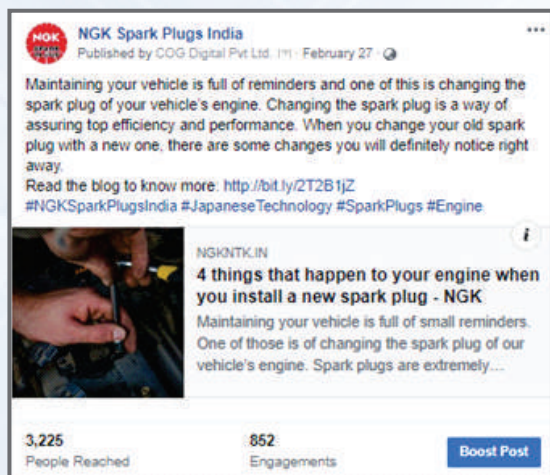 NGK Spark Plugs India
Published by COG Digital Pvt Ltd. [?] · February 27 ·
Maintaining your vehicle is full of reminders and one of this is changing the
spark plug of your vehicle's engine. Changing the spark plug is a way of
assuring top efficiency and performance. When you change your old spark
plug with a new one, there are some changes you will definitely notice right
away.
Read the blog to know more: http://bit.ly/2T2B1jZ
#NGKSparkPlugsIndia #JapaneseTechnology #SparkPlugs #Engine
NGKNTK.IN
4 things that happen to your engine when
you install a new spark plug - NGK
Maintaining your vehicle is full of small reminders.
One of those is of changing the spark plug of our
vehicle's engine. Spark plugs are extremely...
3,225
People Reached
852
Engagements
Boost Post